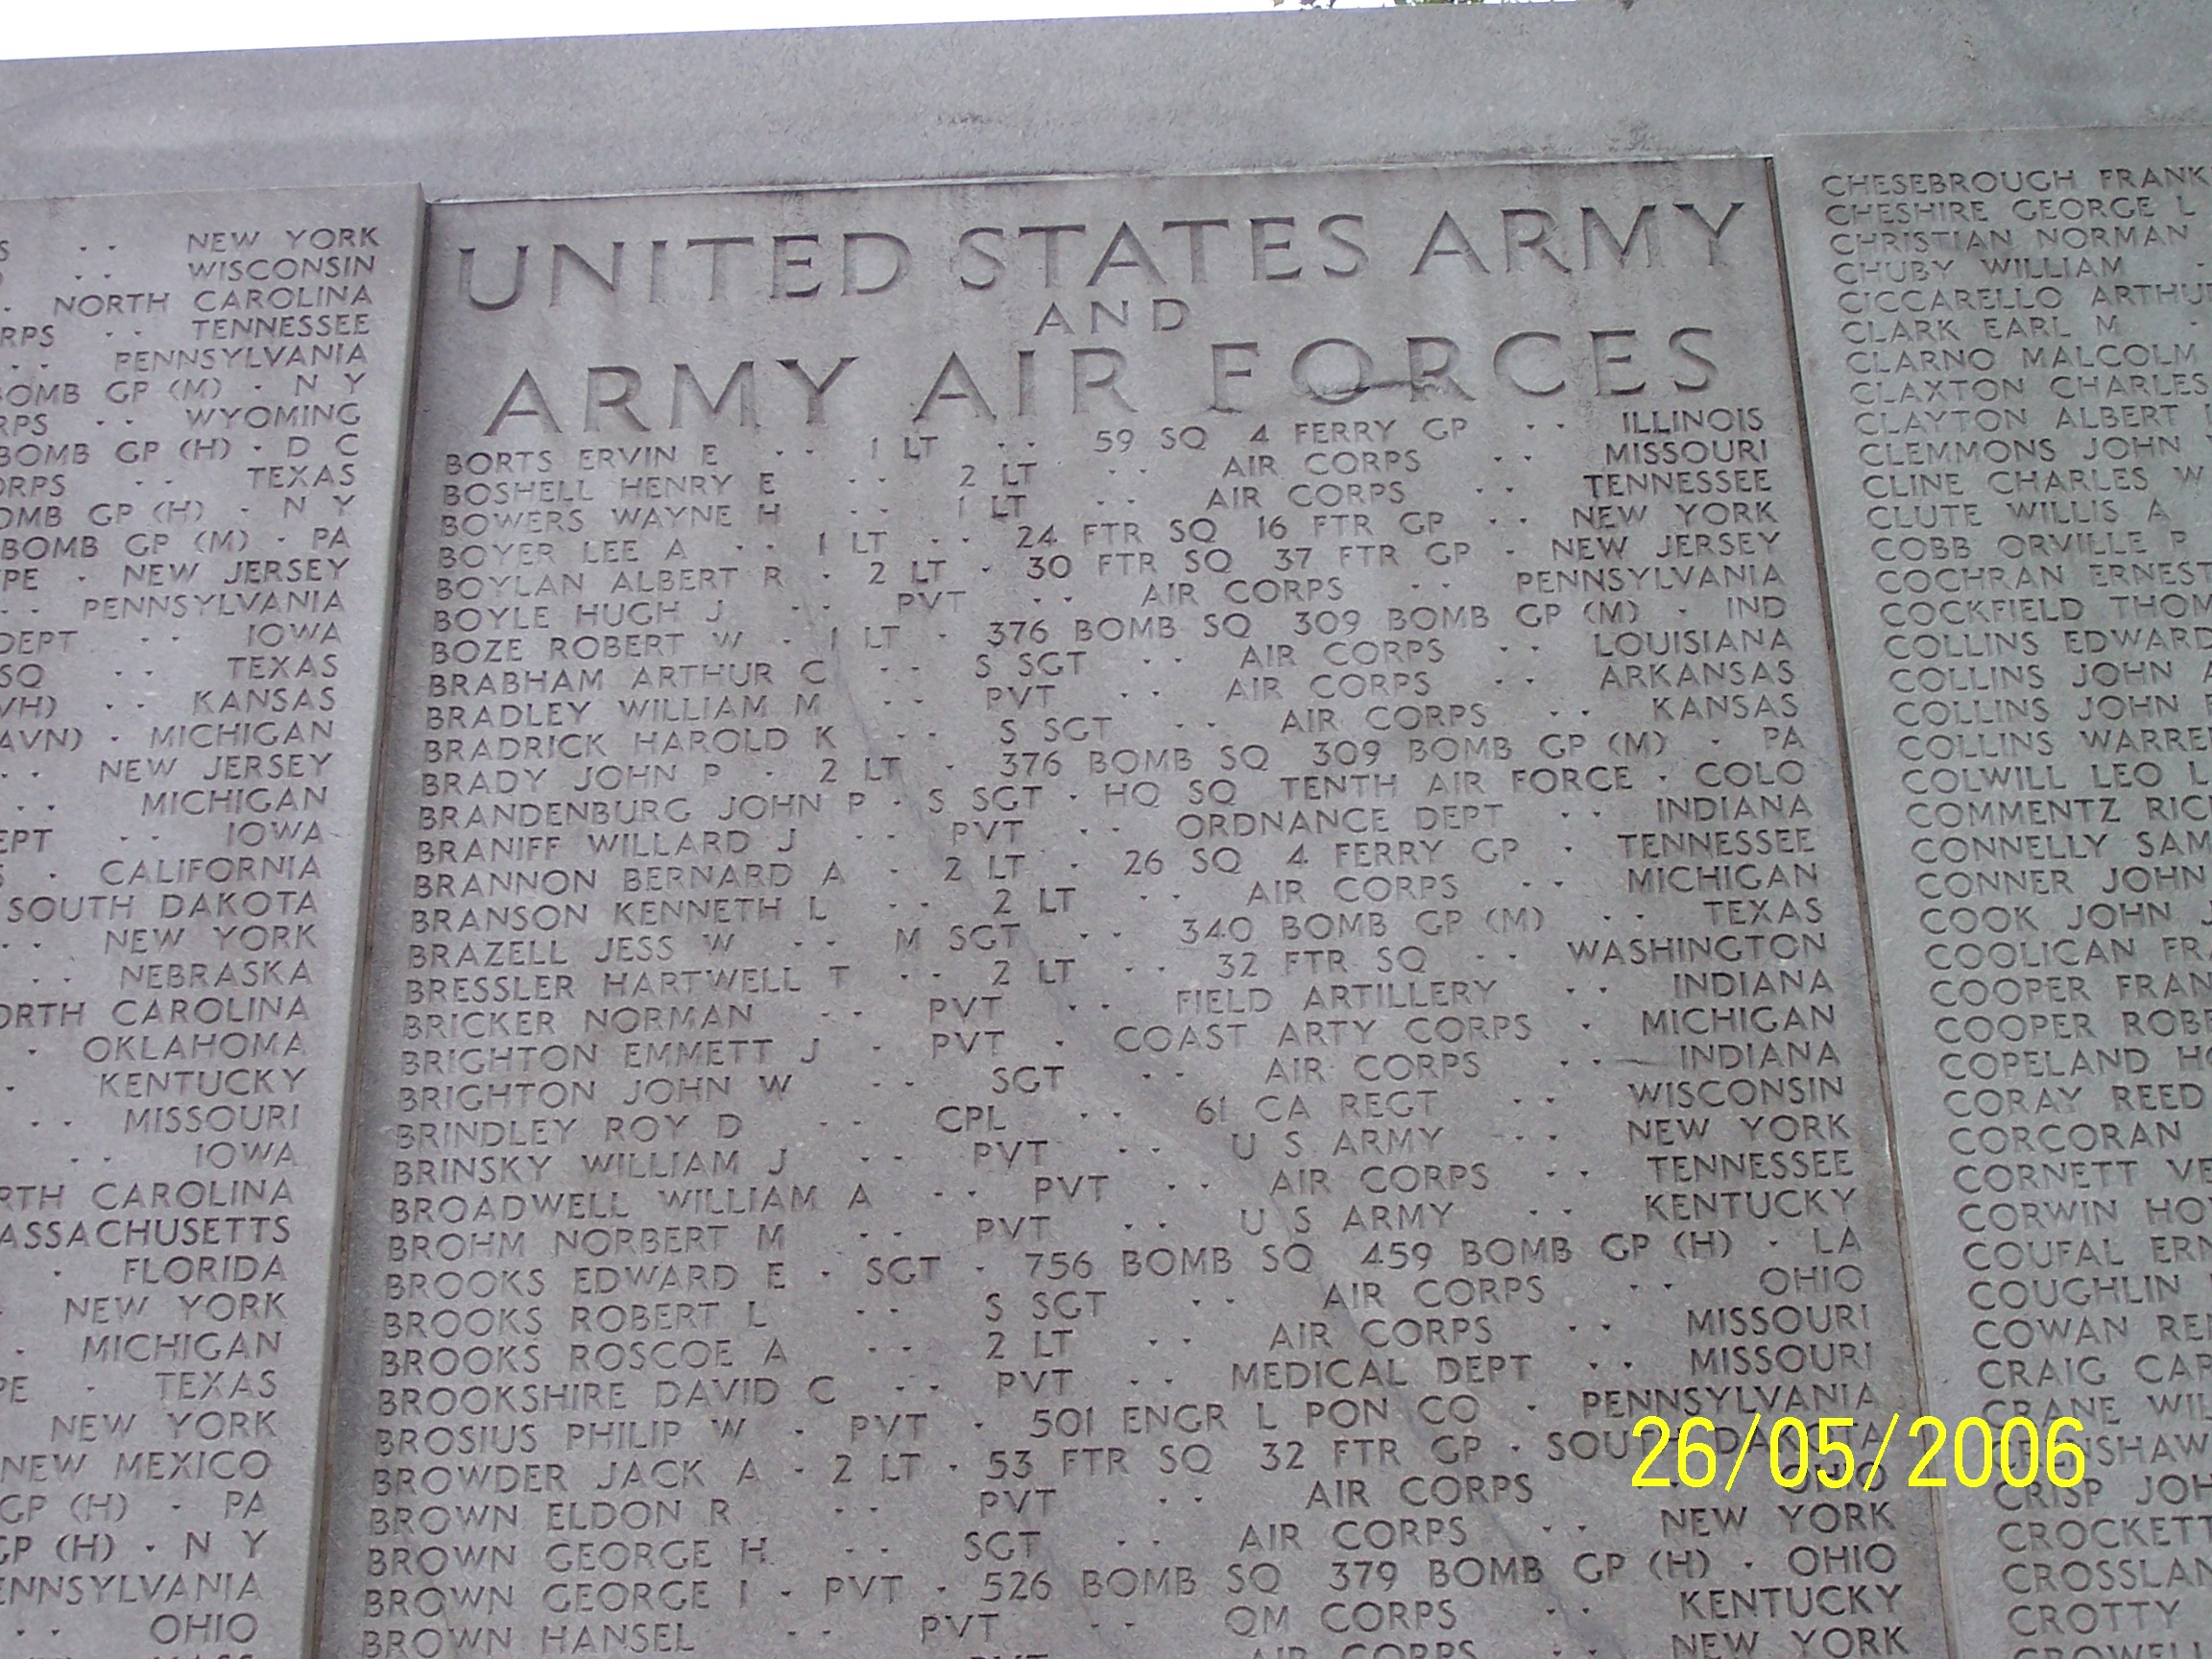 NEW YORK
WISCONSIN
NORTH CAROLINA
TENNESSEE
PENNSYLVANIA
BOMB GP (M) · N Y
WYOMING
BOMB GP (H) · D C
TEXAS
GP (H) · N Y
BOMB GP (M) · PA
NEW JERSEY
PENNSYLVANIA
DEPT · · IOWA
SQ · · TEXAS
KANSAS
MICHIGAN
NEW JERSEY
MICHIGAN
IOWA
CALIFORNIA
SOUTH DAKOTA
NEW YORK
NEBRASKA
CAROLINA
OKLAHOMA
KENTUCKY
MISSOURI
IOWA
CAROLINA
FLORIDA
NEW YORK
MICHIGAN
TEXAS
NEW YORK
NEW MEXICO
GP (H) · PA
GP (H) · N Y
OHIO
UNITED STATES ARMY
AND
ARMY AIR FORCES
BORTS ERVIN E · · 1 LT · · 59 SQ 4 FERRY GP · · ILLINOIS
BOSHELL HENRY E · · 2 LT · · AIR CORPS · · MISSOURI
BOWERS WAYNE H · · 1 LT · · AIR CORPS · · TENNESSEE
BOYER LEE A · · 1 LT · · 24 FTR SQ 16 FTR GP · · NEW YORK
BOYLAN ALBERT R · 2 LT · 30 FTR SQ 37 FTR GP · NEW JERSEY
BOYLE HUGH J · · PVT · · AIR CORPS · · PENNSYLVANIA
BOZE ROBERT W · 1 LT · 376 BOMB SQ 309 BOMB GP (M) · IND
BRABHAM ARTHUR C · · S SGT · · AIR CORPS · · LOUISIANA
BRADLEY WILLIAM M · · PVT · · AIR CORPS · · ARKANSAS
BRADRICK HAROLD K · · S SGT · · AIR CORPS · · KANSAS
BRADY JOHN P · 2 LT · 376 BOMB SQ 309 BOMB GP (M) · PA
BRANDENBURG JOHN P · S SGT · HQ SQ TENTH AIR FORCE · COLO
BRANIFF WILLARD J · · PVT · · ORDNANCE DEPT · · INDIANA
BRANNON BERNARD A · 2 LT · 26 SQ 4 FERRY GP · TENNESSEE
BRANSON KENNETH L · · 2 LT · · AIR CORPS · · MICHIGAN
BRAZELL JESS W · · M SGT · · 340 BOMB GP (M) · · TEXAS
BRESSLER HARTWELL T · · 2 LT · · 32 FTR SQ · · WASHINGTON
BRICKER NORMAN · · PVT · · FIELD ARTILLERY · · INDIANA
BRIGHTON EMMETT J · PVT · COAST ARTY CORPS · MICHIGAN
BRIGHTON JOHN W · · SGT · · AIR CORPS · · INDIANA
BRINDLEY ROY D · · CPL · · 61 CA REGT · · WISCONSIN
BRINSKY WILLIAM J · · PVT · · U S ARMY · · NEW YORK
BROADWELL WILLIAM A · · PVT · · AIR CORPS · · TENNESSEE
BROHM NORBERT M · · PVT · · U S ARMY · · KENTUCKY
BROOKS EDWARD E · SGT · 756 BOMB SQ 459 BOMB GP (H) · LA
BROOKS ROBERT L · · S SGT · · AIR CORPS · · OHIO
BROOKS ROSCOE A · · 2 LT · · AIR CORPS · · MISSOURI
BROOKSHIRE DAVID C · · PVT · · MEDICAL DEPT · · MISSOURI
BROSIUS PHILIP W · PVT · 501 ENGR L PON CO · PENNSYLVANIA
BROWDER JACK A · 2 LT · 53 FTR SQ 32 FTR GP · SOUTH DAKOTA
BROWN ELDON R · · PVT · · AIR CORPS · · OHIO
BROWN GEORGE H · · SGT · · AIR CORPS · · NEW YORK
BROWN GEORGE I · PVT · 526 BOMB SQ 379 BOMB GP (H) · OHIO
BROWN HANSEL · · PVT · · QM CORPS · · KENTUCKY
AIR CORPS · · NEW YORK
CHESEBROUGH FRANK
CHESHIRE GEORGE L
CHRISTIAN NORMAN
CHUBY WILLIAM
CICCARELLO ARTHUR
CLARK EARL M
CLARNO MALCOLM
CLAXTON CHARLES
CLAYTON ALBERT
CLEMMONS JOHN
CLINE CHARLES W
CLUTE WILLIS A
COBB ORVILLE P
COCHRAN ERNEST
COCKFIELD
COLLINS EDWARD
COLLINS JOHN A
COLLINS JOHN
COLLINS
COLWILL LEO L
COMMENTZ
CONNELLY
CONNER JOHN
COOK JOHN
COOLICAN
COOPER
COOPER
COPELAND
CORAY REED
CORCORAN
CORNETT
CORWIN
COUFAL
COUGHLIN
COWAN
CRAIG
CRANE
CRENSHAW
CRISP
CROCKETT
CROTTY
26/05/2006